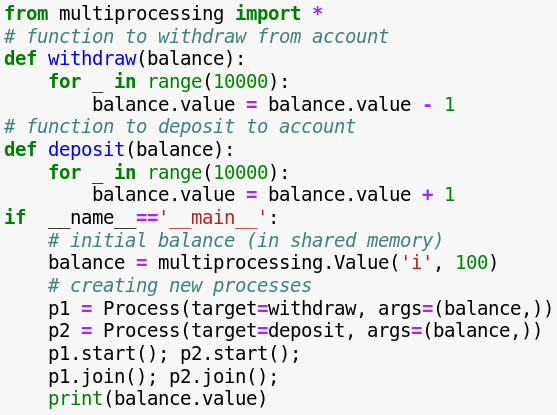 from multiprocessing import *
# function to withdraw from account
def withdraw(balance):
    for _ in range(10000):
        balance.value = balance.value - 1
# function to deposit to account
def deposit(balance):
    for _ in range(10000):
        balance.value = balance.value + 1
if  __name__=='__main__':
    # initial balance (in shared memory)
    balance = multiprocessing.Value('i', 100)
    # creating new processes
    p1 = Process(target=withdraw, args=(balance,))
    p2 = Process(target=deposit, args=(balance,))
    p1.start(); p2.start();
    p1.join(); p2.join();
    print(balance.value)